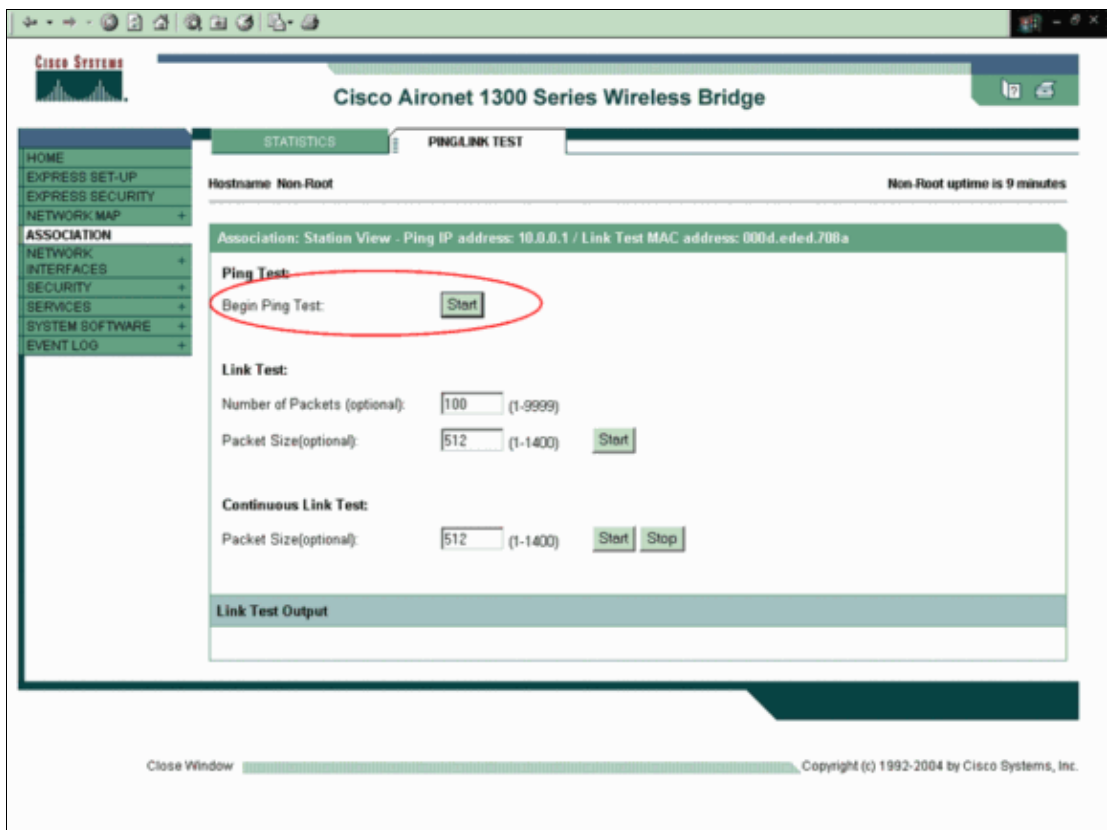 CISCO SYSTEMS
Cisco Aironet 1300 Series Wireless Bridge
STATISTICS
PING/LINK TEST
HOME
EXPRESS SET-UP
EXPRESS SECURITY
NETWORK MAP +
ASSOCIATION
NETWORK
INTERFACES +
SECURITY +
SERVICES +
SYSTEM SOFTWARE +
EVENT LOG +
Hostname Non-Root
Non-Root uptime is 9 minutes
Association: Station View - Ping IP address: 10.0.0.1 / Link Test MAC address: 000d.eded.708a
Ping Test:
Begin Ping Test: Start
Link Test:
Number of Packets (optional): 100 (1-9999)
Packet Size(optional): 512 (1-1400) Start
Continuous Link Test:
Packet Size(optional): 512 (1-1400) Start Stop
Link Test Output
Close Window
Copyright (c) 1992-2004 by Cisco Systems, Inc.